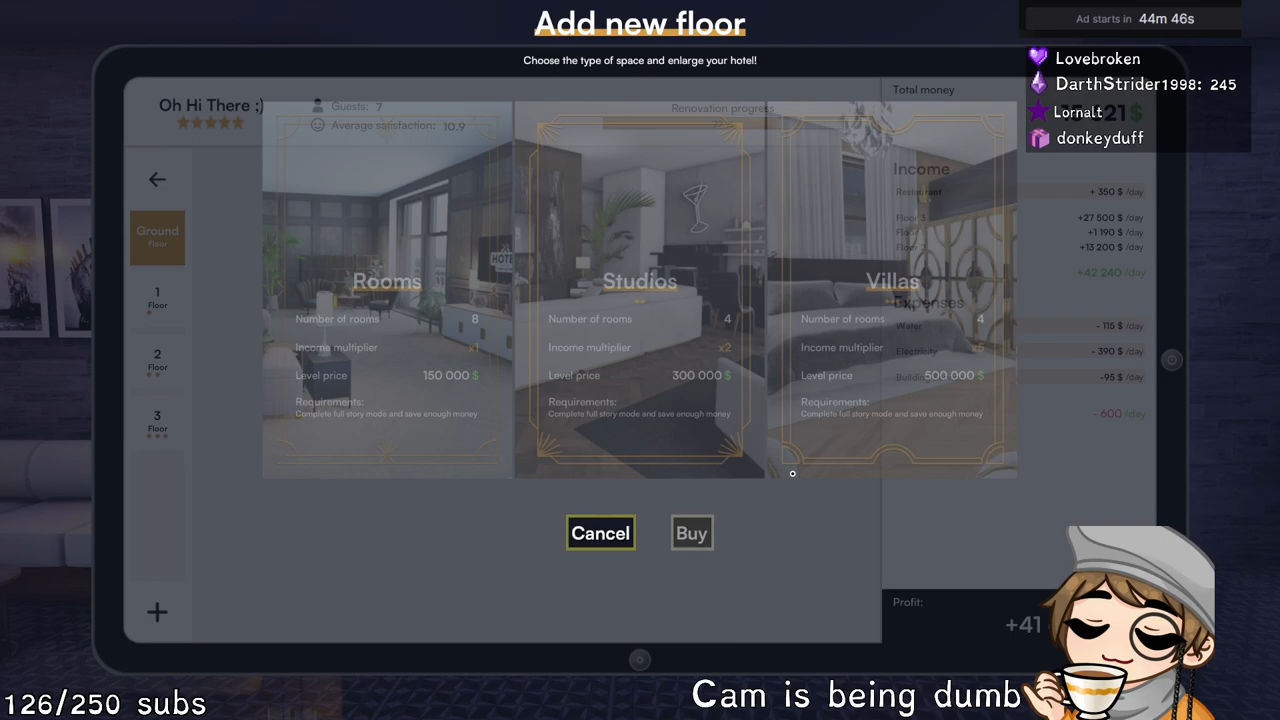 Add new floor
Choose the type of space and enlarge your hotel!
Ad starts in 44m 46s
Lovebroken
DarthStrider1998: 245
Lornalt
donkeyduff
Oh Hi There ;)
Guests: 7
Average satisfaction: 10,9
Renovation progress
Total money
21 $
Ground
Floor
1
Floor
2
Floor
3
Floor
HOTE
Rooms
Number of rooms 8
Income multiplier x1
Level price 150 000 $
Requirements:
Complete full story mode and save enough money
Studios
Number of rooms 4
Income multiplier x2
Level price 300 000 $
Requirements:
Complete full story mode and save enough money
Villas
Number of rooms 4
Income multiplier x5
Level price 500 000 $
Requirements:
Complete full story mode and save enough money
Income
Restaurant + 350 $ /day
Floor 3 +27 500 $ /day
+1 190 $ /day
+13 200 $ /day
+42 240 /day
Expenses
Water - 115 $ /day
Electricity - 390 $ /day
-95 $ /day
- 600 /day
Cancel
Buy
Profit:
+41
126/250 subs
Cam is being dumb